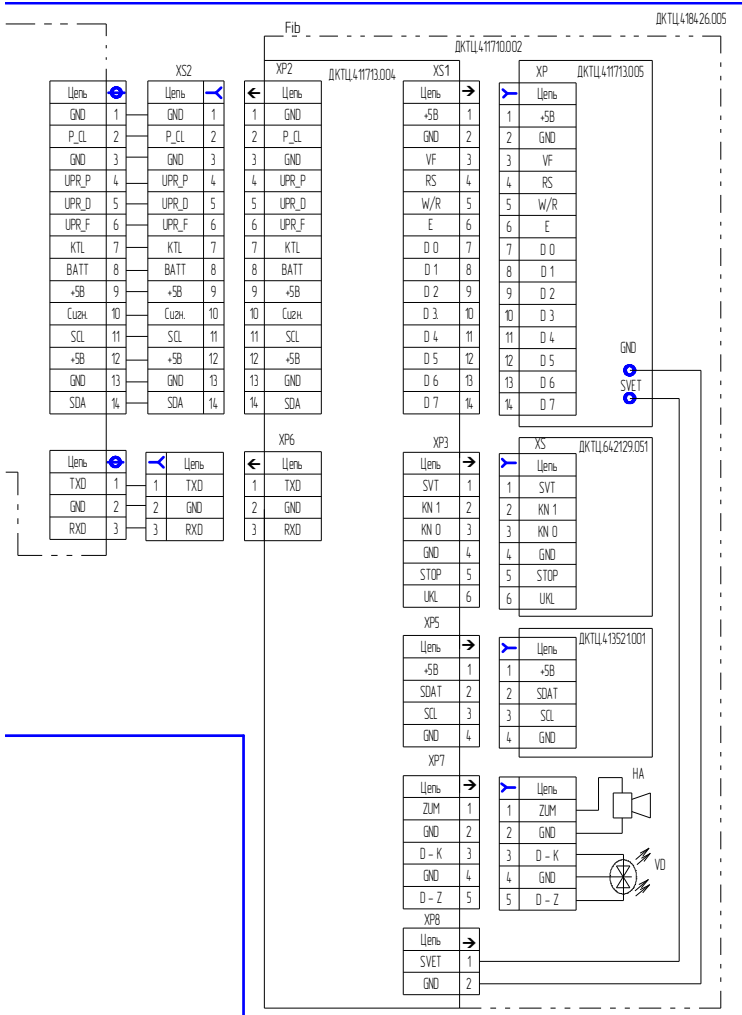 ДКТЦ.418426.005
Fib
ДКТЦ.411710.002
XS2
XP2
ДКТЦ.411713.004
XS1
XP
ДКТЦ.411713.005
Цепь Цепь Цепь Цепь Цепь
GND 1 GND 1 1 GND +5В 1 1 +5В
P_CL 2 P_CL 2 2 P_CL GND 2 2 GND
GND 3 GND 3 3 GND VF 3 3 VF
UPR_P 4 UPR_P 4 4 UPR_P RS 4 4 RS
UPR_D 5 UPR_D 5 5 UPR_D W/R 5 5 W/R
UPR_F 6 UPR_F 6 6 UPR_F E 6 6 E
KTL 7 KTL 7 7 KTL D 0 7 7 D 0
BATT 8 BATT 8 8 BATT D 1 8 8 D 1
+5В 9 +5В 9 9 +5В D 2 9 9 D 2
Сигн. 10 Сигн. 10 10 Сигн. D 3. 10 10 D 3
SCL 11 SCL 11 11 SCL D 4 11 11 D 4
+5В 12 +5В 12 12 +5В D 5 12 12 D 5
GND 13 GND 13 13 GND D 6 13 13 D 6
SDA 14 SDA 14 14 SDA D 7 14 14 D 7
GND
SVET
XP6
XP3
XS
ДКТЦ.642129.051
Цепь Цепь Цепь Цепь Цепь
TXD 1 1 TXD 1 TXD SVT 1 1 SVT
GND 2 2 GND 2 GND KN 1 2 2 KN 1
RXD 3 3 RXD 3 RXD KN 0 3 3 KN 0
GND 4 4 GND
STOP 5 5 STOP
UKL 6 6 UKL
XP5
ДКТЦ.413521.001
Цепь Цепь
+5В 1 1 +5В
SDAT 2 2 SDAT
SCL 3 3 SCL
GND 4 4 GND
XP7
HA
Цепь Цепь
ZUM 1 1 ZUM
GND 2 2 GND
D - K 3 3 D - K
VD
GND 4 4 GND
D - Z 5 5 D - Z
XP8
Цепь
SVET 1
GND 2